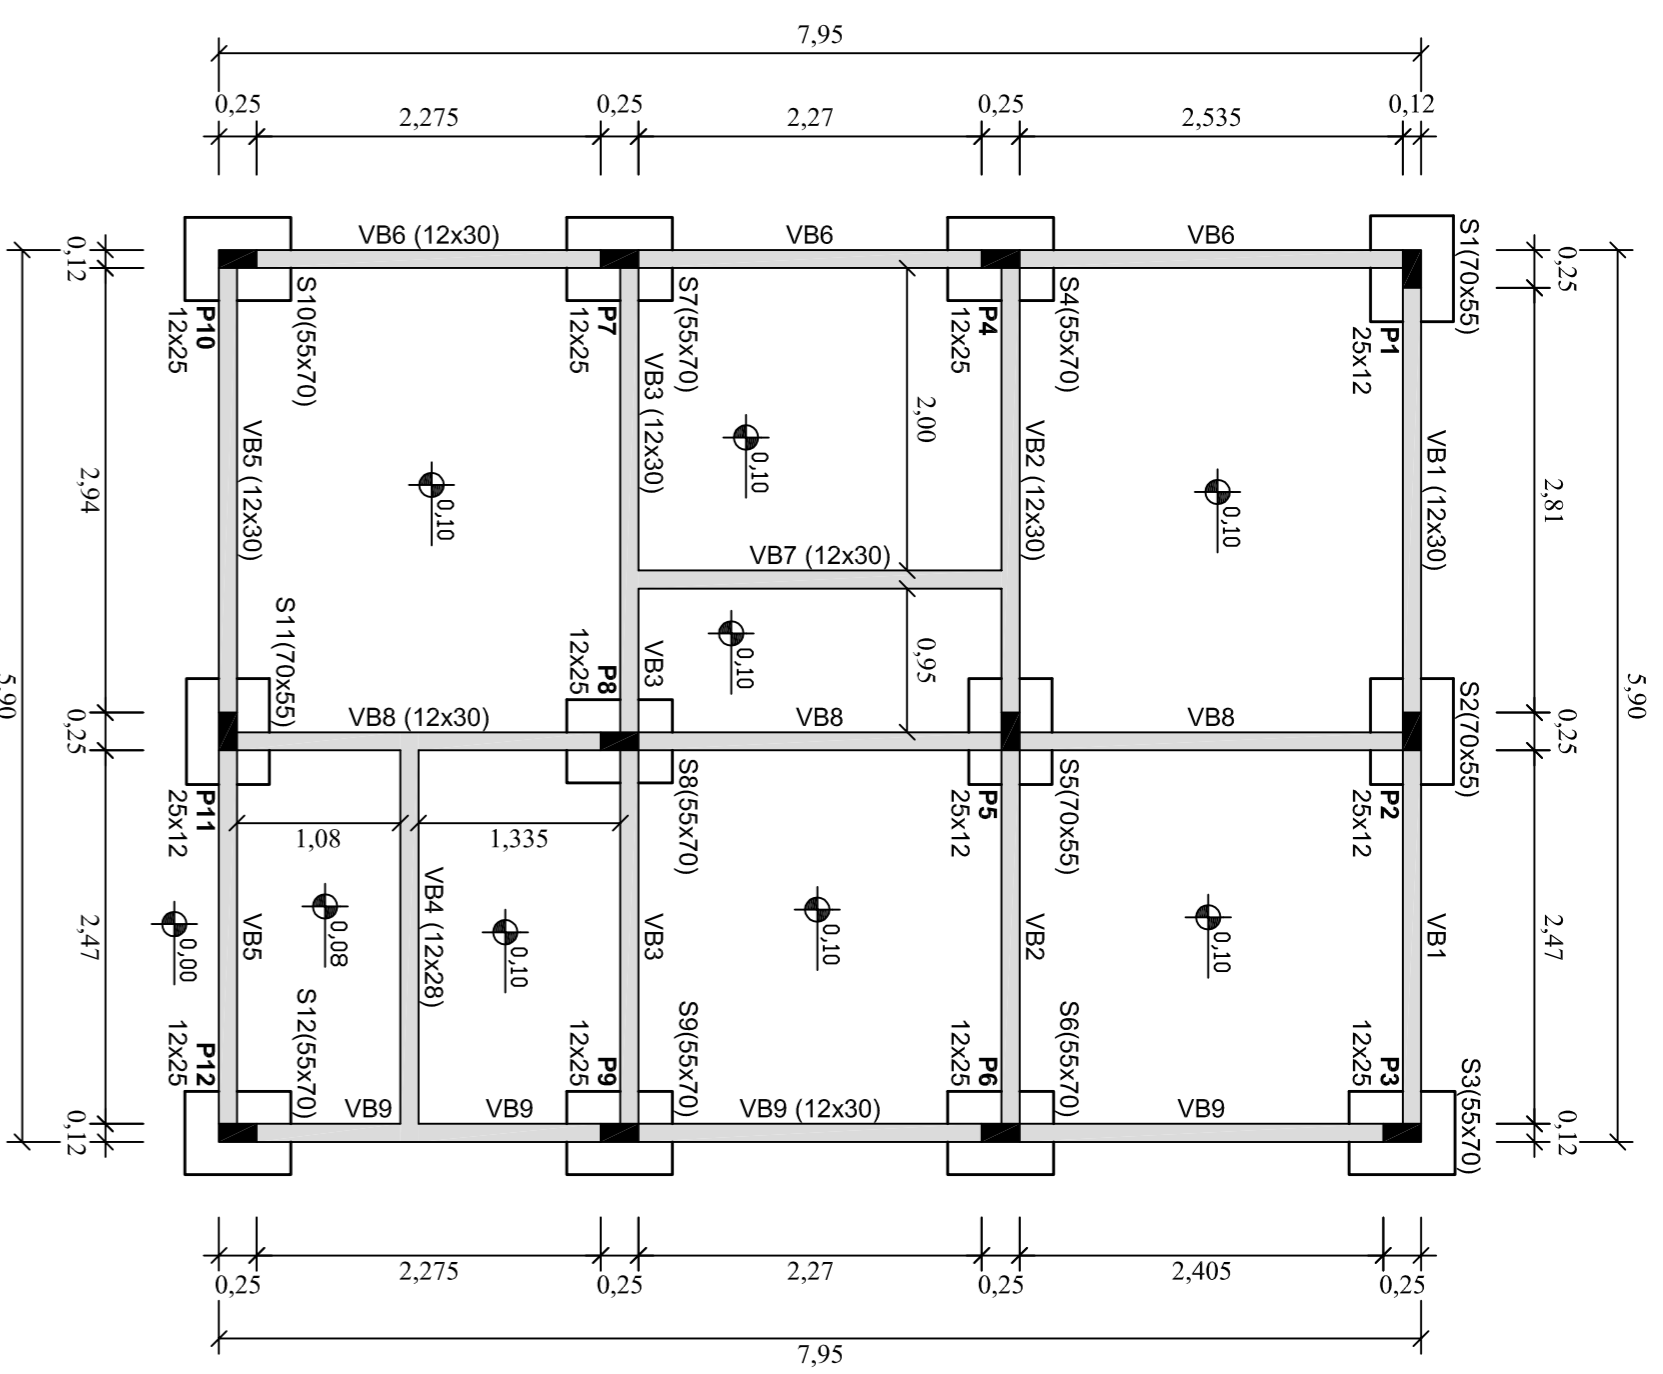 7,95
0,25
2,275
0,25
2,27
0,25
2,535
0,12
VB6 (12x30)
VB6
VB6
S1(70x55)
0,12
0,25
5,90
S10(55x70)
P10
12x25
S7(55x70)
P7
12x25
S4(55x70)
P4
12x25
P1
25x12
VB5 (12x30)
VB3 (12x30)
VB2 (12x30)
VB1 (12x30)
2,00
2,94
2,81
0,10
0,10
0,10
VB7 (12x30)
0,10
0,95
VB3
S11(70x55)
P8
12x25
VB8 (12x30)
VB8
VB8
S2(70x55)
5,90
0,25
0,25
P11
25x12
S8(55x70)
S5(70x55)
P5
25x12
P2
25x12
1,08
1,335
VB4 (12x28)
VB5
VB3
VB2
VB1
2,47
2,47
0,00
0,08
0,10
0,10
0,10
S12(55x70)
P12
12x25
S9(55x70)
P9
12x25
S6(55x70)
P6
12x25
S3(55x70)
P3
12x25
VB9
VB9
VB9 (12x30)
VB9
0,12
0,12
0,25
2,275
0,25
2,27
0,25
2,405
0,25
7,95